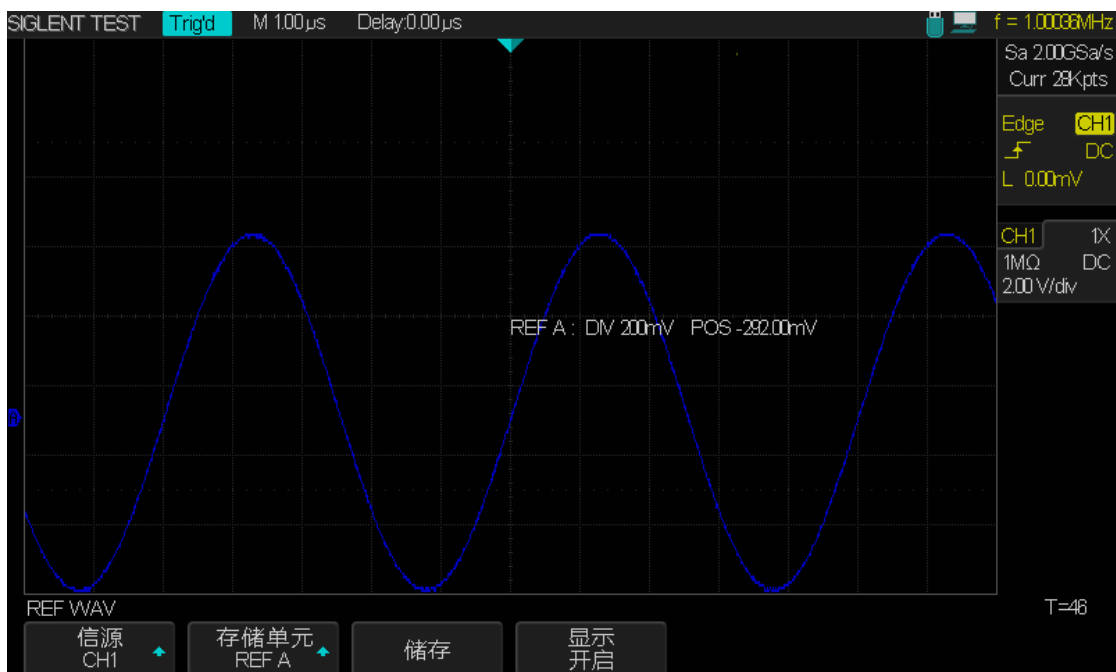 SIGLENT TEST Trig'd M 1.00µs Delay:0.00µs f = 1.00036MHz
Sa 2.00GSa/s
Curr 28Kpts
Edge CH1
DC
L 0.00mV
CH1 1X
1MΩ DC
2.00 V/div
REF A : DIV 200mV POS -292.00mV
REF WAV T=46
信源
CH1
存储单元
REF A
储存
显示
开启